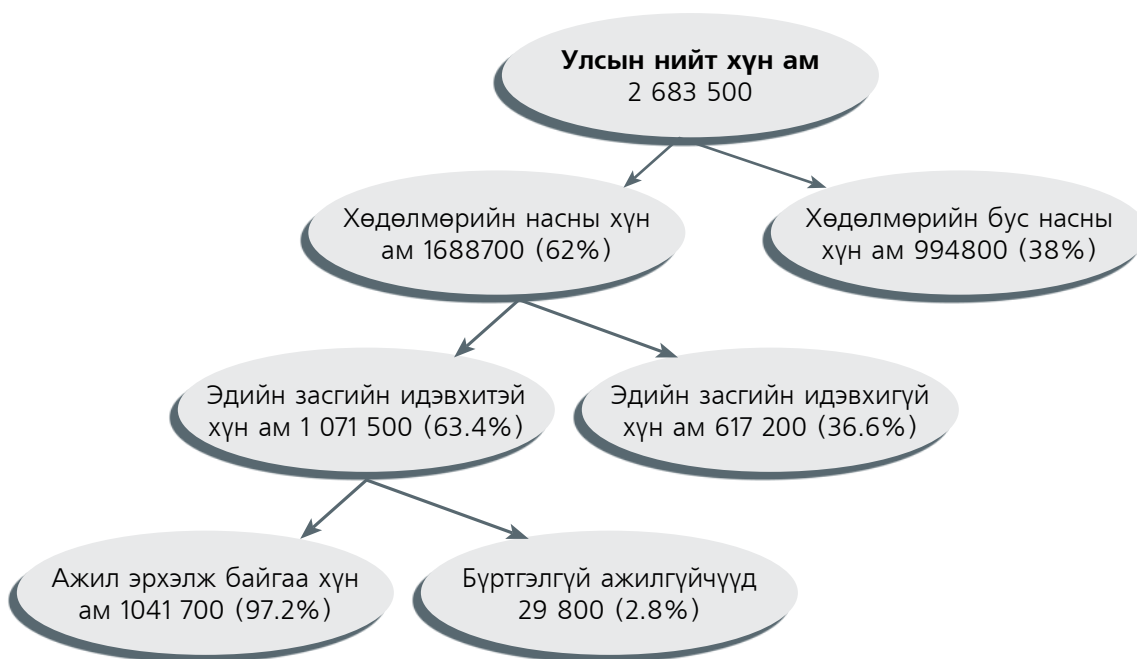 Улсын нийт хүн ам
2 683 500
Хөдөлмөрийн насны хүн
ам 1688700 (62%)
Хөдөлмөрийн бус насны
хүн ам 994800 (38%)
Эдийн засгийн идэвхитэй
хүн ам 1 071 500 (63.4%)
Эдийн засгийн идэвхигүй
хүн ам 617 200 (36.6%)
Ажил эрхэлж байгаа хүн
ам 1041 700 (97.2%)
Бүртгэлгүй ажилгүйчүүд
29 800 (2.8%)